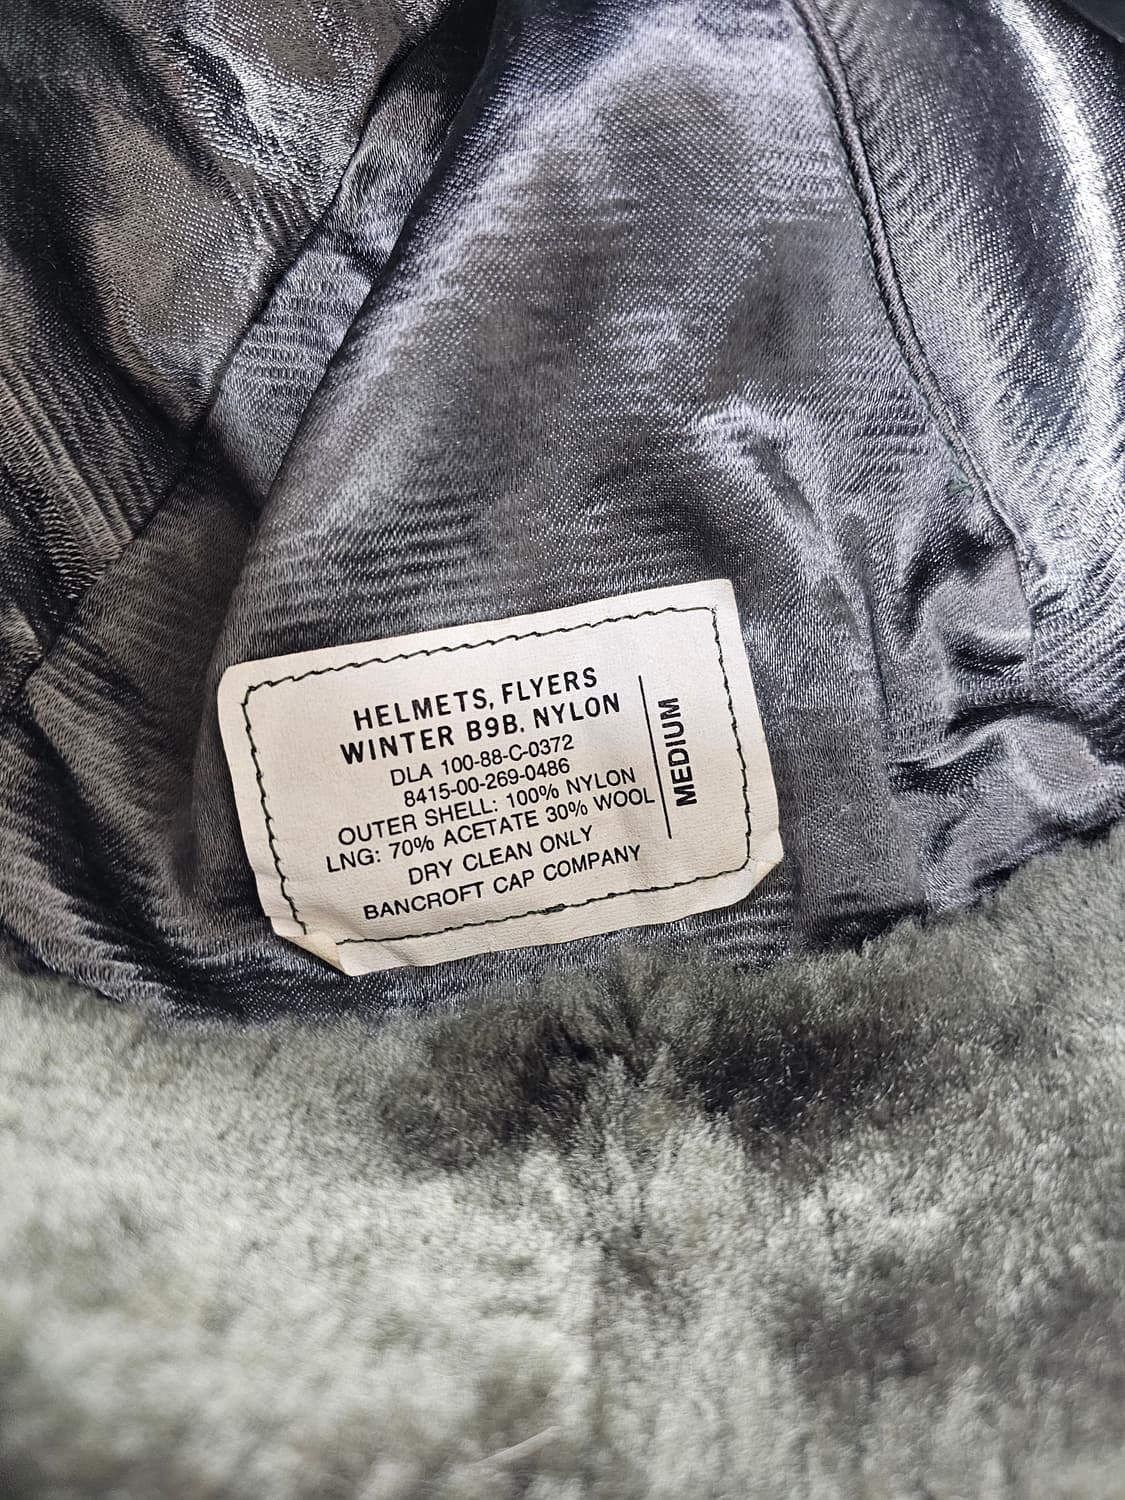 HELMETS, FLYERS
WINTER B9B. NYLON
DLA 100-88-C-0372
8415-00-269-0486
OUTER SHELL: 100% NYLON
LNG: 70% ACETATE 30% WOOL
DRY CLEAN ONLY
BANCROFT CAP COMPANY
MEDIUM